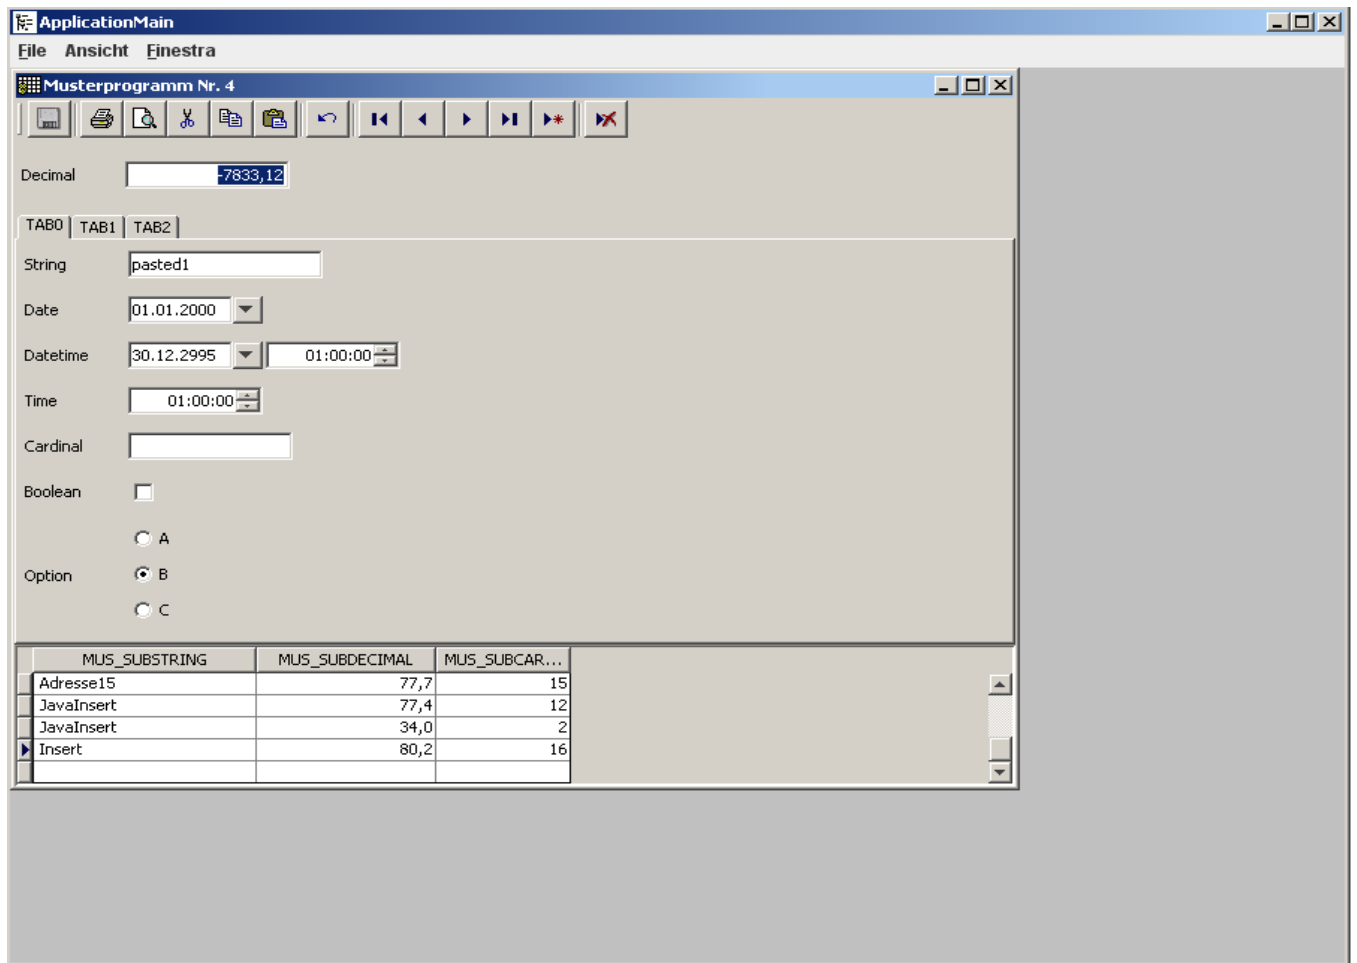 ApplicationMain
File Ansicht Finestra
Musterprogramm Nr. 4
Decimal -7833,12
TAB0 TAB1 TAB2
String pasted1
Date 01.01.2000
Datetime 30.12.2995 01:00:00
Time 01:00:00
Cardinal
Boolean
A
Option B
C
MUS_SUBSTRING MUS_SUBDECIMAL MUS_SUBCAR...
Adresse15 77,7 15
JavaInsert 77,4 12
JavaInsert 34,0 2
Insert 80,2 16